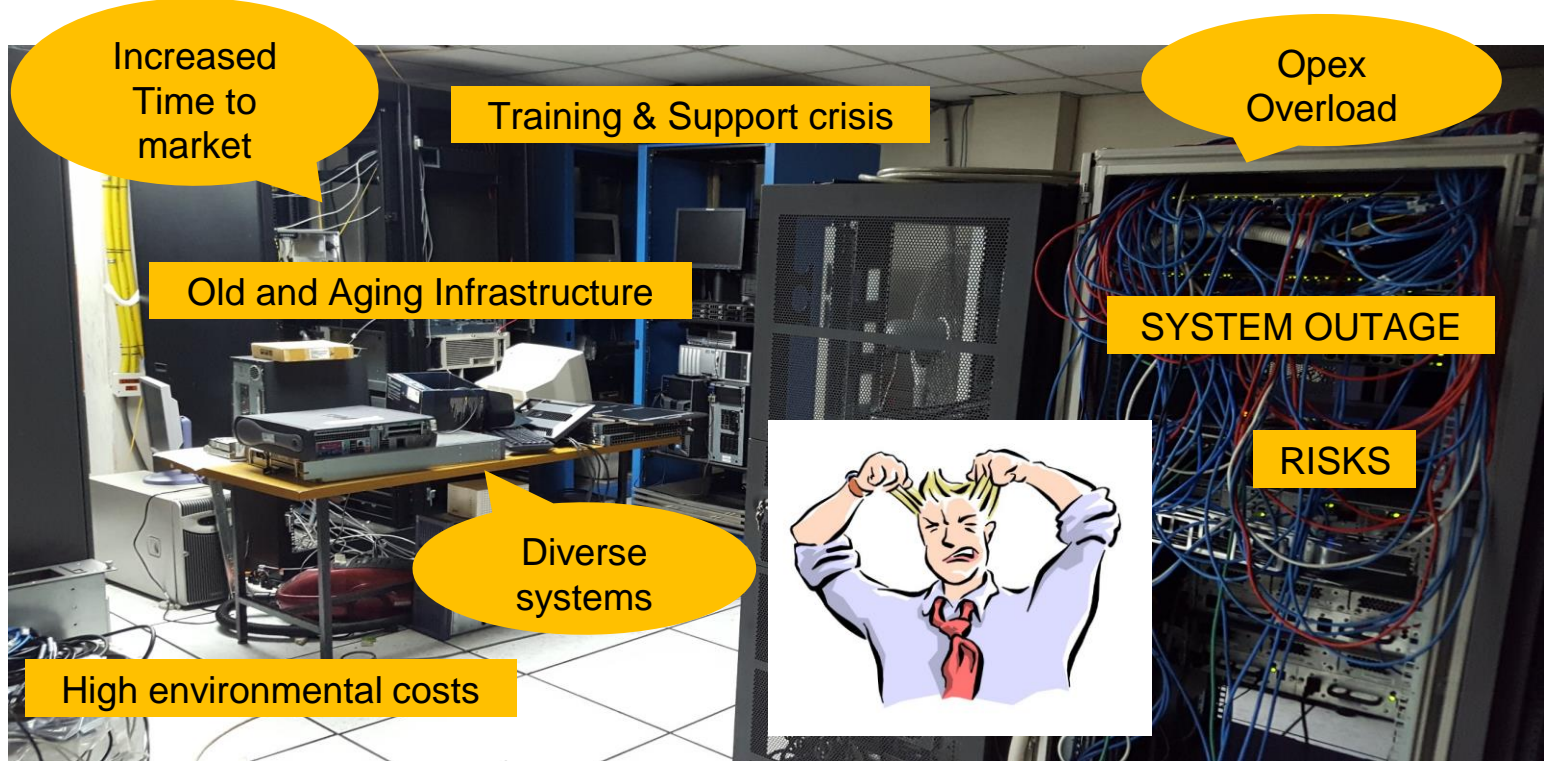 Increased
Time to
market
Opex
Overload
Training & Support crisis
Old and Aging Infrastructure
SYSTEM OUTAGE
RISKS
Diverse
systems
High environmental costs